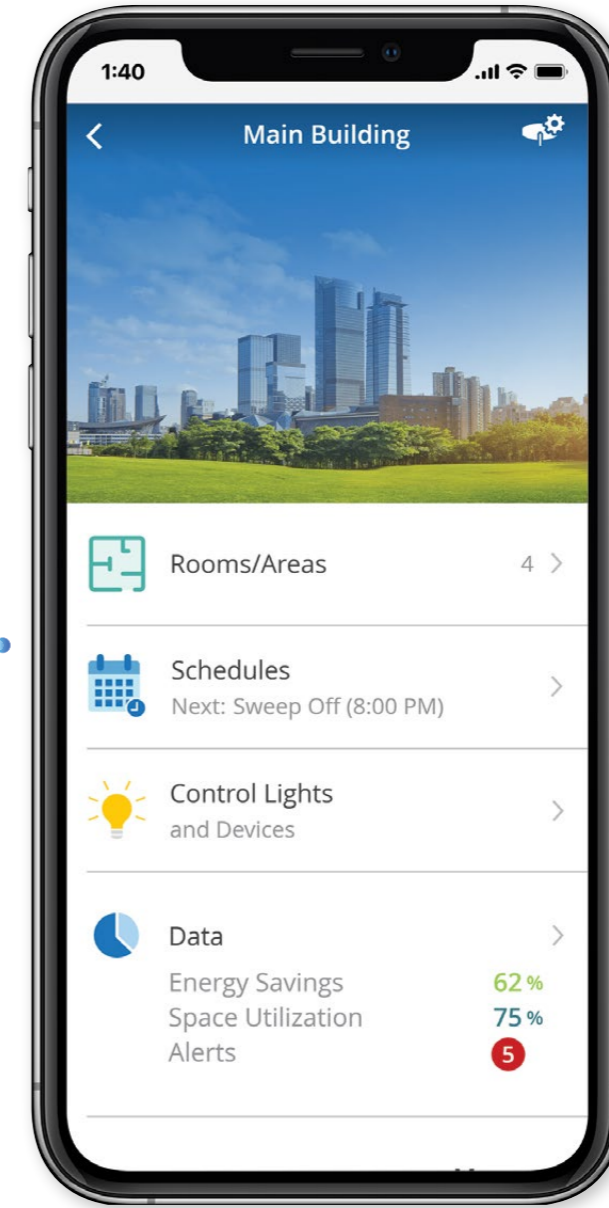 1:40
Main Building
Rooms/Areas 4
Schedules
Next: Sweep Off (8:00 PM)
Control Lights
and Devices
Data
Energy Savings 62%
Space Utilization 75%
Alerts 5